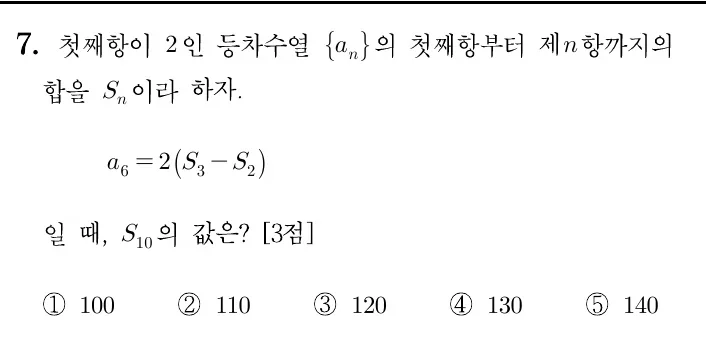 7. 첫째항이 2인 등차수열 {aₙ}의 첫째항부터 제n항까지의
합을 Sₙ이라 하자.
a₆ = 2(S₃ − S₂)
일 때, S₁₀의 값은? [3점]
① 100 ② 110 ③ 120 ④ 130 ⑤ 140